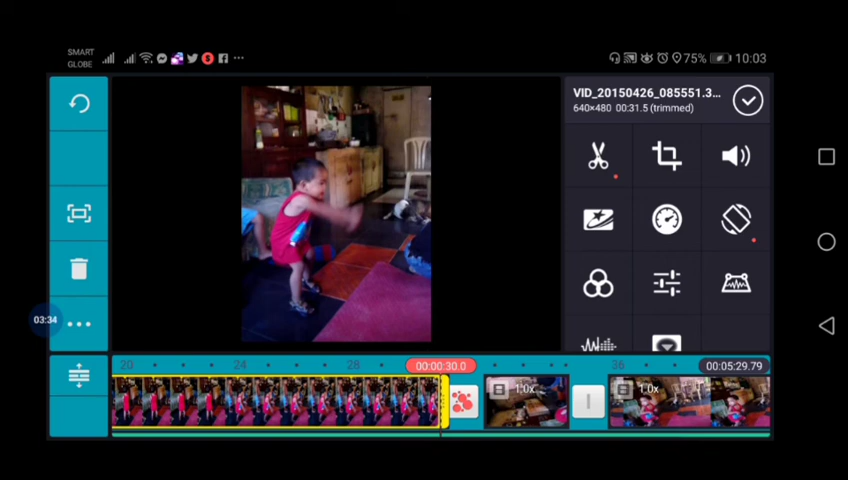 SMART
GLOBE
75% 10:03
VID_20150426_085551.3...
640×480 00:31.5 (trimmed)
03:34
20 24 28 00:00:30.0 36 00:05:29.79
1.0x 1.0x